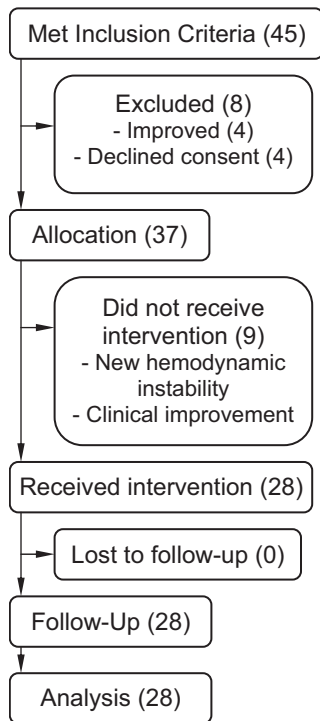 Met Inclusion Criteria (45)
Excluded (8)
- Improved (4)
- Declined consent (4)
Allocation (37)
Did not receive
intervention (9)
- New hemodynamic
instability
- Clinical improvement
Received intervention (28)
Lost to follow-up (0)
Follow-Up (28)
Analysis (28)